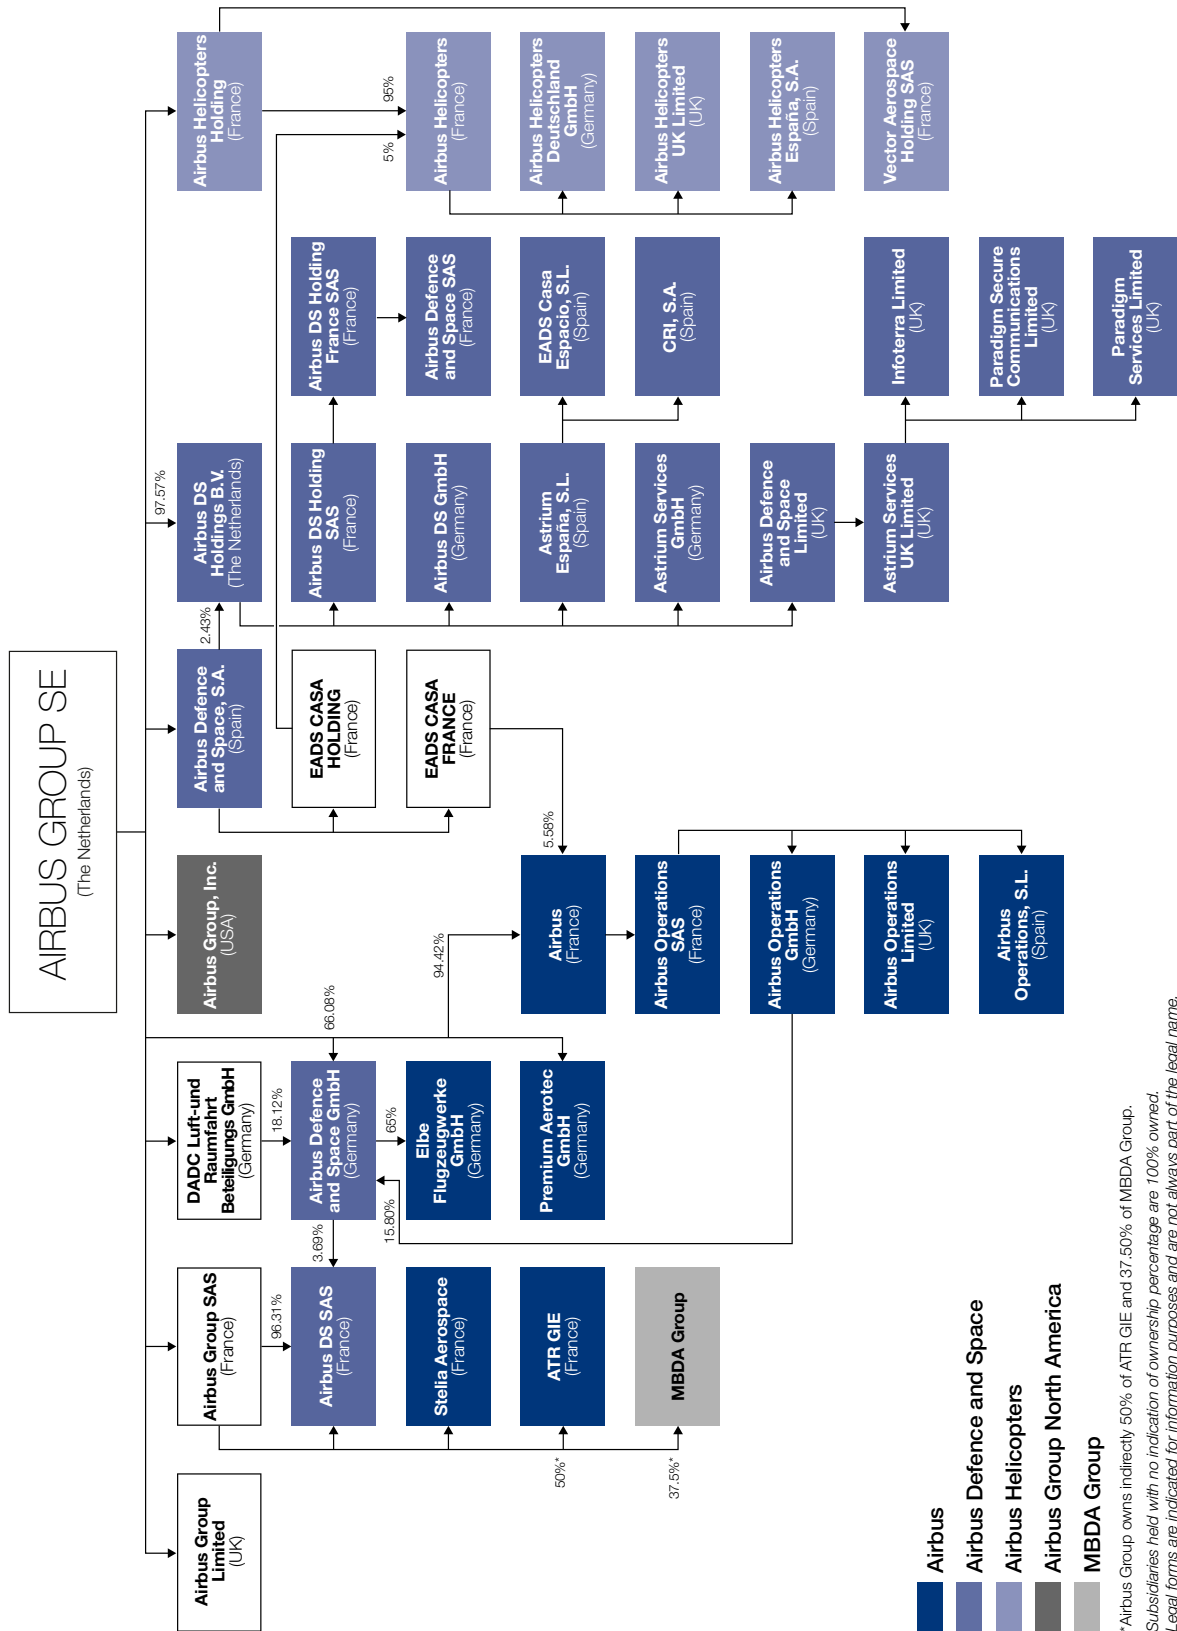 AIRBUS GROUP SE
(The Netherlands)
Airbus Group
Limited
(UK)
Airbus Group SAS
(France)
96.31%
Airbus DS SAS
(France)
3.69%
Stelia Aerospace
(France)
50%*
ATR GIE
(France)
37.5%*
MBDA Group
DADC Luft-und
Raumfahrt
Beteiligungs GmbH
(Germany)
18.12%
66.08%
Airbus Defence
and Space GmbH
(Germany)
15.80%
65%
Elbe
Flugzeugwerke
GmbH
(Germany)
Premium Aerotec
GmbH
(Germany)
Airbus Group, Inc.
(USA)
94.42%
5.58%
Airbus
(France)
Airbus Operations
SAS
(France)
Airbus Operations
GmbH
(Germany)
Airbus Operations
Limited
(UK)
Airbus
Operations, S.L.
(Spain)
Airbus Defence
and Space, S.A.
(Spain)
2.43%
EADS CASA
HOLDING
(France)
EADS CASA
FRANCE
(France)
97.57%
Airbus DS
Holdings B.V.
(The Netherlands)
Airbus DS Holding
SAS
(France)
Airbus DS GmbH
(Germany)
Astrium
España, S.L.
(Spain)
Astrium Services
GmbH
(Germany)
Airbus Defence
and Space
Limited
(UK)
Astrium Services
UK Limited
(UK)
Airbus DS Holding
France SAS
(France)
Airbus Defence
and Space SAS
(France)
EADS Casa
Espacio, S.L.
(Spain)
CRI, S.A.
(Spain)
Infoterra Limited
(UK)
Paradigm Secure
Communications
Limited
(UK)
Paradigm
Services Limited
(UK)
Airbus Helicopters
Holding
(France)
5%
95%
Airbus Helicopters
(France)
Airbus Helicopters
Deutschland
GmbH
(Germany)
Airbus Helicopters
UK Limited
(UK)
Airbus Helicopters
España, S.A.
(Spain)
Vector Aerospace
Holding SAS
(France)
Airbus
Airbus Defence and Space
Airbus Helicopters
Airbus Group North America
MBDA Group
*Airbus Group owns indirectly 50% of ATR GIE and 37.50% of MBDA Group.
Subsidiaries held with no indication of ownership percentage are 100% owned.
Legal forms are indicated for information purposes and are not always part of the legal name.